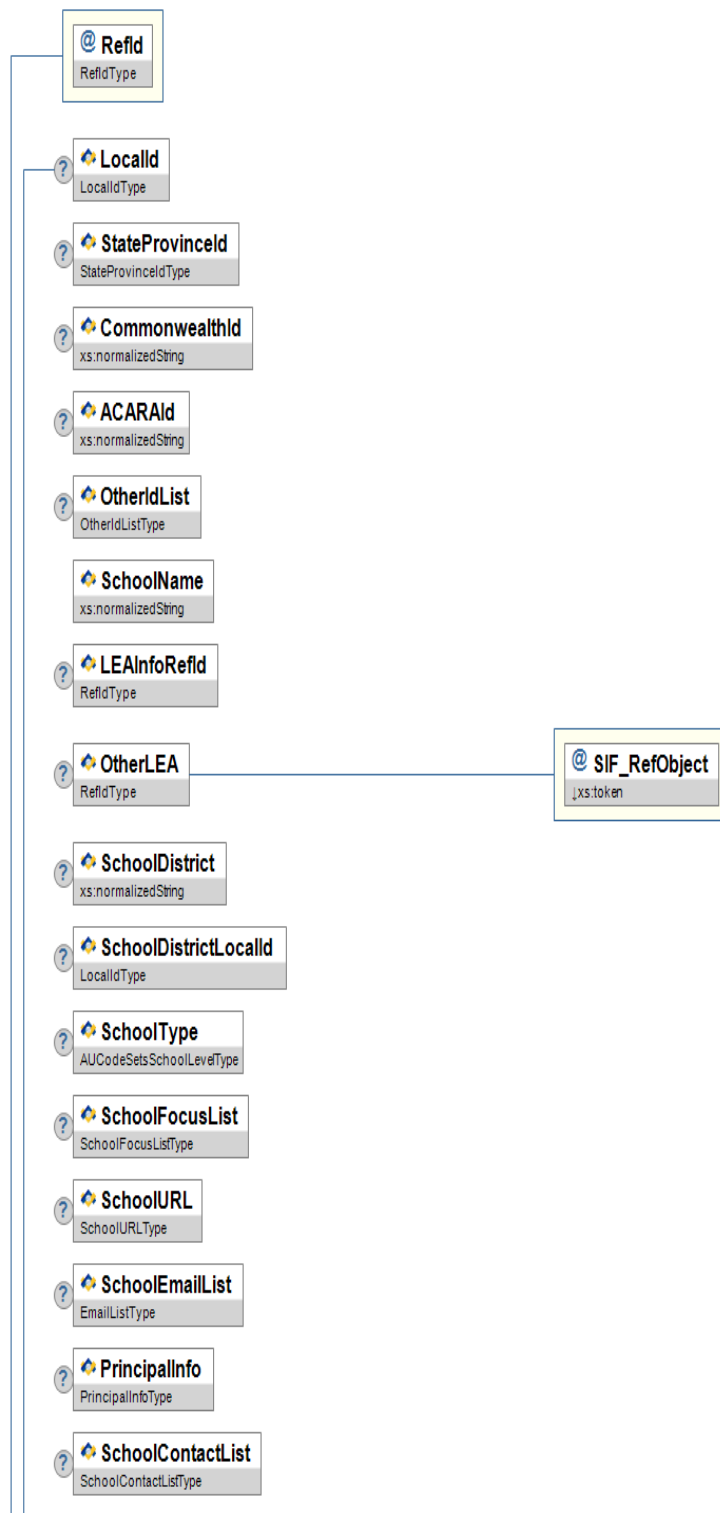 @ RefId
RefIdType
? LocalId
LocalIdType
? StateProvinceId
StateProvinceIdType
? CommonwealthId
xs:normalizedString
? ACARAId
xs:normalizedString
? OtherIdList
OtherIdListType
SchoolName
xs:normalizedString
? LEAInfoRefId
RefIdType
? OtherLEA
RefIdType
@ SIF_RefObject
↓xs:token
? SchoolDistrict
xs:normalizedString
? SchoolDistrictLocalId
LocalIdType
? SchoolType
AUCodeSetsSchoolLevelType
? SchoolFocusList
SchoolFocusListType
? SchoolURL
SchoolURLType
? SchoolEmailList
EmailListType
? PrincipalInfo
PrincipalInfoType
? SchoolContactList
SchoolContactListType